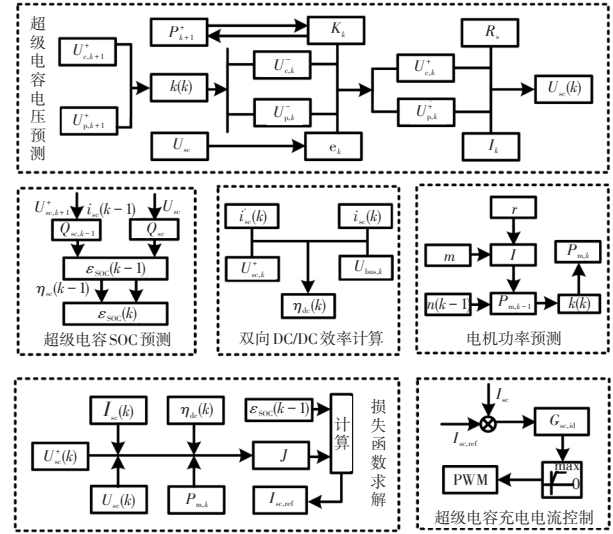 超级电容电压预测
P⁺ₖ₊₁
Kₖ
Rₛ
U⁺c,k+1
k(k)
U⁻c,k
U⁺c,k
Usc(k)
U⁺p,k+1
U⁻p,k
U⁺p,k
Usc
eₖ
Iₖ
U⁺sc,k+1
isc(k−1)
Usc
Qsc,k−1
Qsc
εSOC(k−1)
ηsc(k−1)
εSOC(k)
超级电容SOC预测
i′sc(k)
isc(k)
U⁺sc,k
Ubus,k
ηdc(k)
双向DC/DC效率计算
r
m
I
Pm,k
n(k−1)
Pm,k−1
k(k)
电机功率预测
Isc(k)
ηdc(k)
εSOC(k−1)
计算
损失函数求解
U⁺sc(k)
J
Usc(k)
Pm,k
Isc,ref
Isc
Isc,ref
Gsc,id
PWM
max
0
超级电容充电电流控制